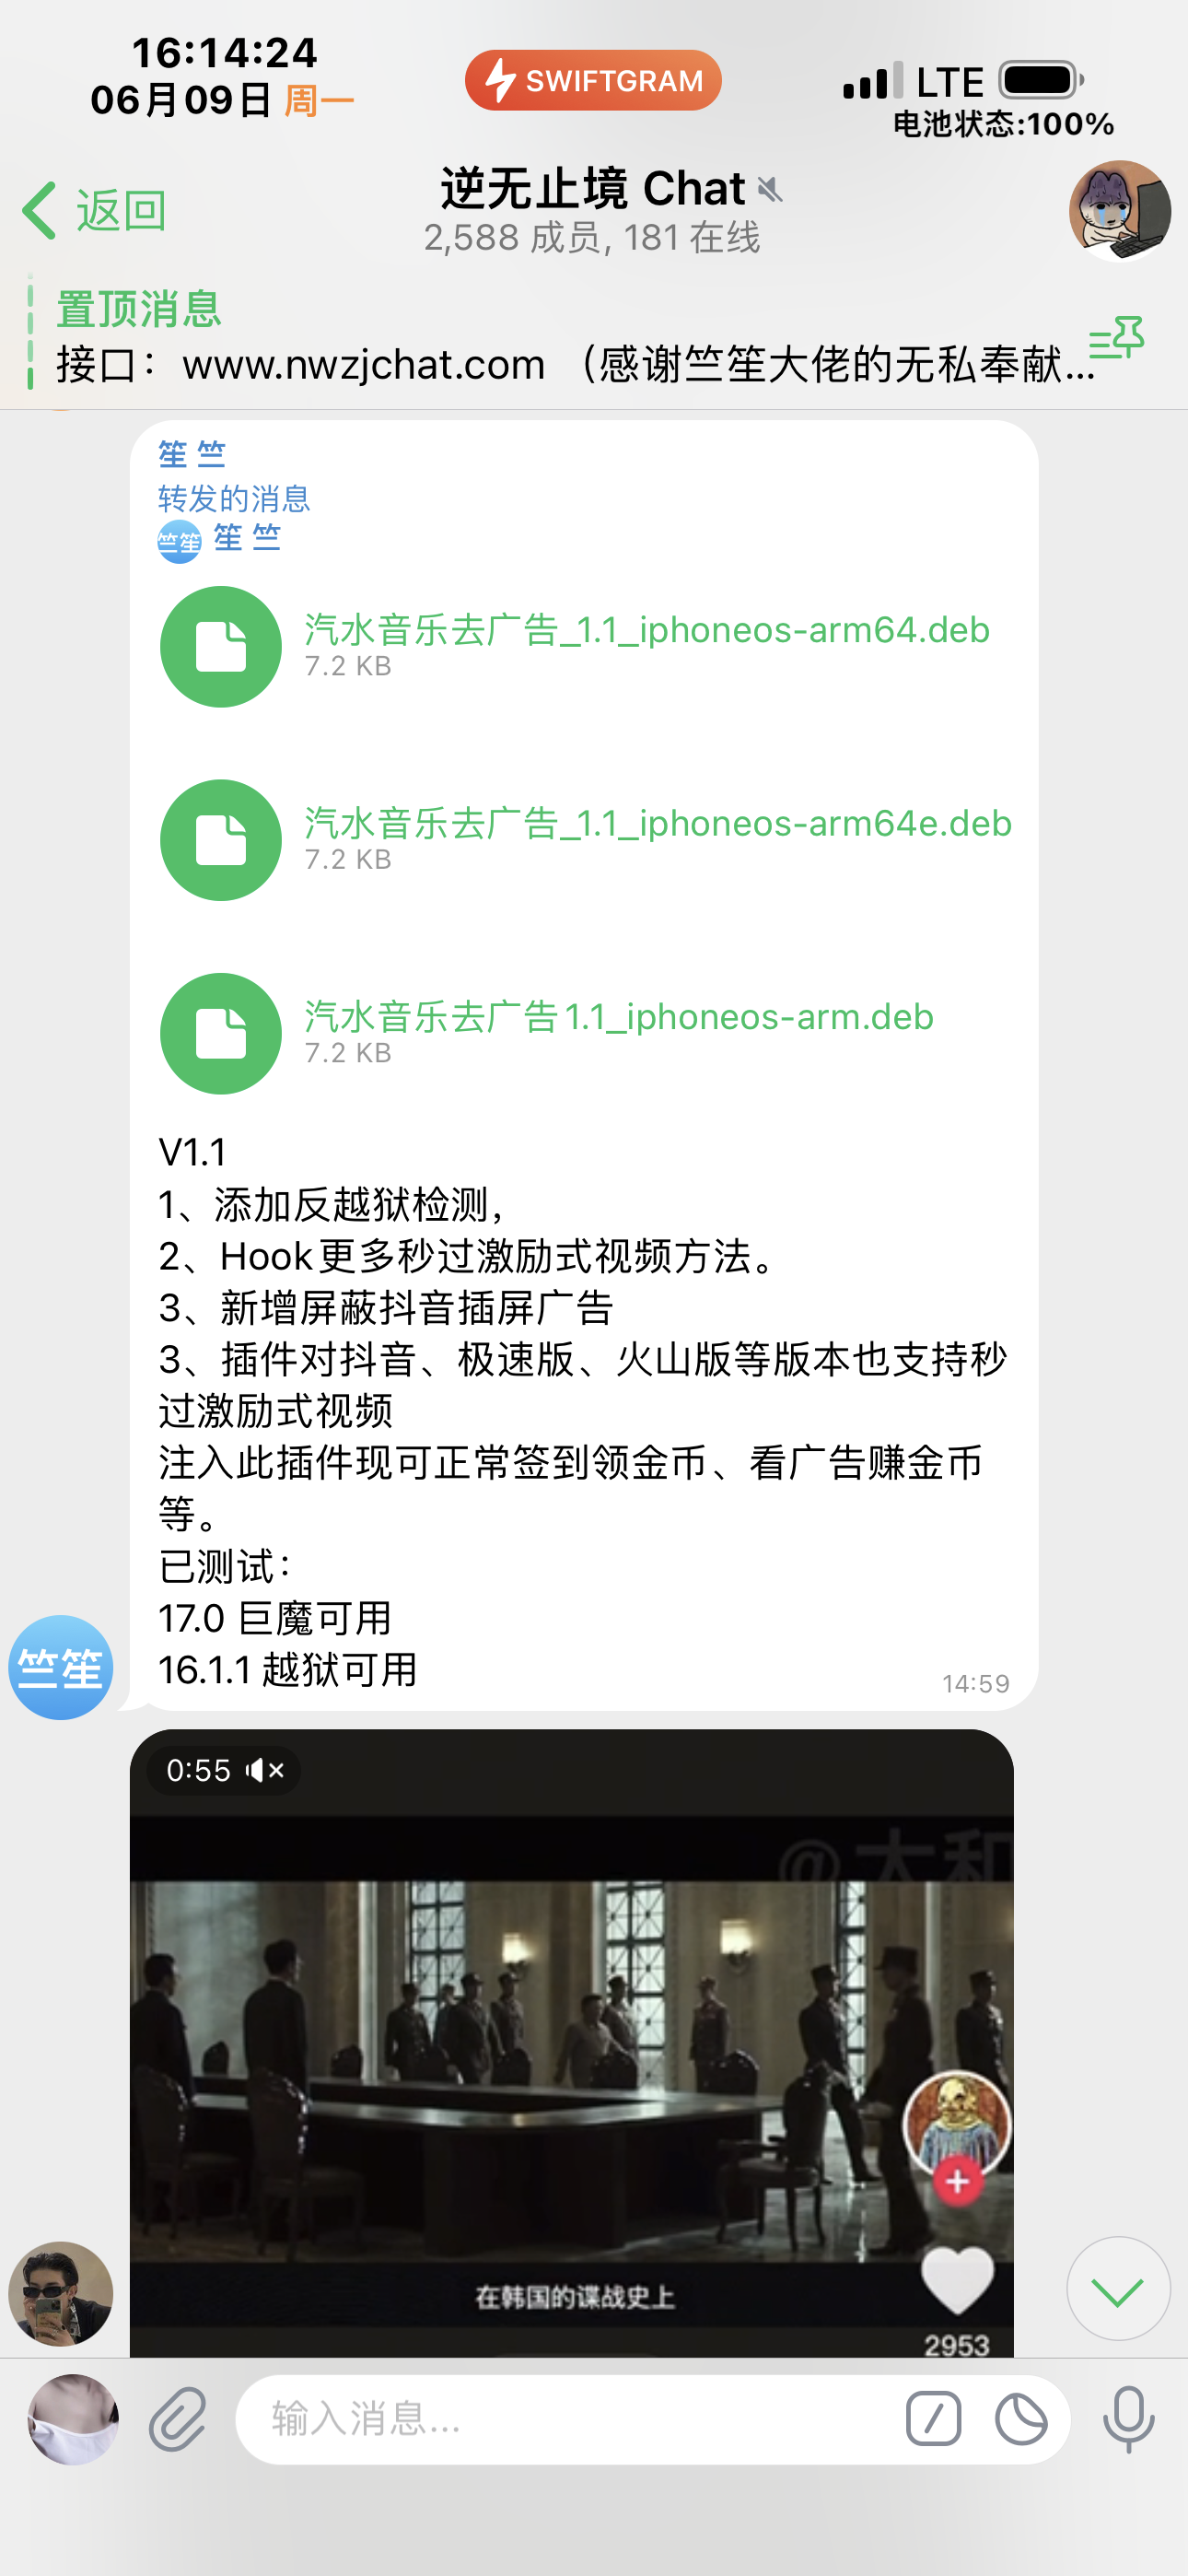 16:14:24
06月09日 周一
SWIFTGRAM
LTE
电池状态:100%
返回
逆无止境 Chat
2,588 成员, 181 在线
置顶消息
接口：www.nwzjchat.com （感谢竺笙大佬的无私奉献...
笙 竺
转发的消息
竺笙 笙 竺
汽水音乐去广告_1.1_iphoneos-arm64.deb
7.2 KB
汽水音乐去广告_1.1_iphoneos-arm64e.deb
7.2 KB
汽水音乐去广告1.1_iphoneos-arm.deb
7.2 KB
V1.1
1、添加反越狱检测，
2、Hook更多秒过激励式视频方法。
3、新增屏蔽抖音插屏广告
3、插件对抖音、极速版、火山版等版本也支持秒
过激励式视频
注入此插件现可正常签到领金币、看广告赚金币
等。
已测试：
17.0 巨魔可用
16.1.1 越狱可用
14:59
竺笙
0:55
@大和
在韩国的谍战史上
2953
输入消息...